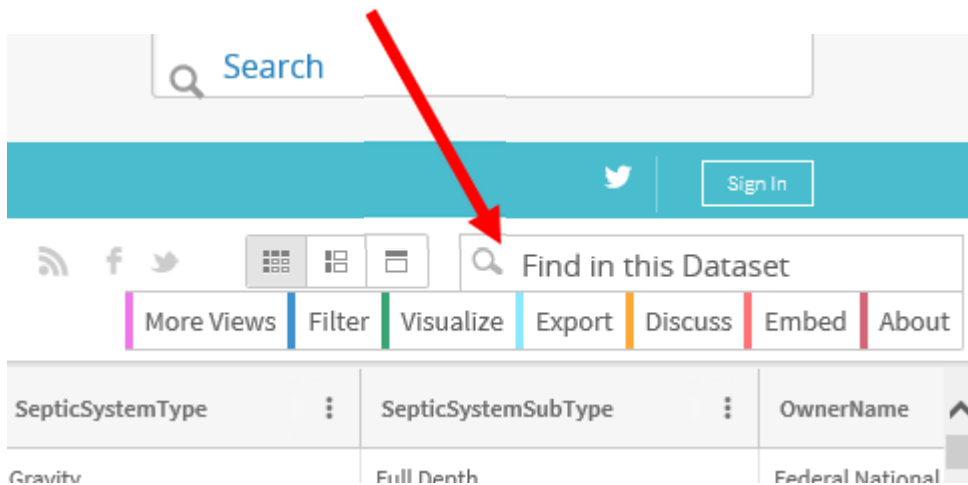 Search
Sign In
Find in this Dataset
More Views Filter Visualize Export Discuss Embed About
SepticSystemType SepticSystemSubType OwnerName
Gravity Full Depth Federal National